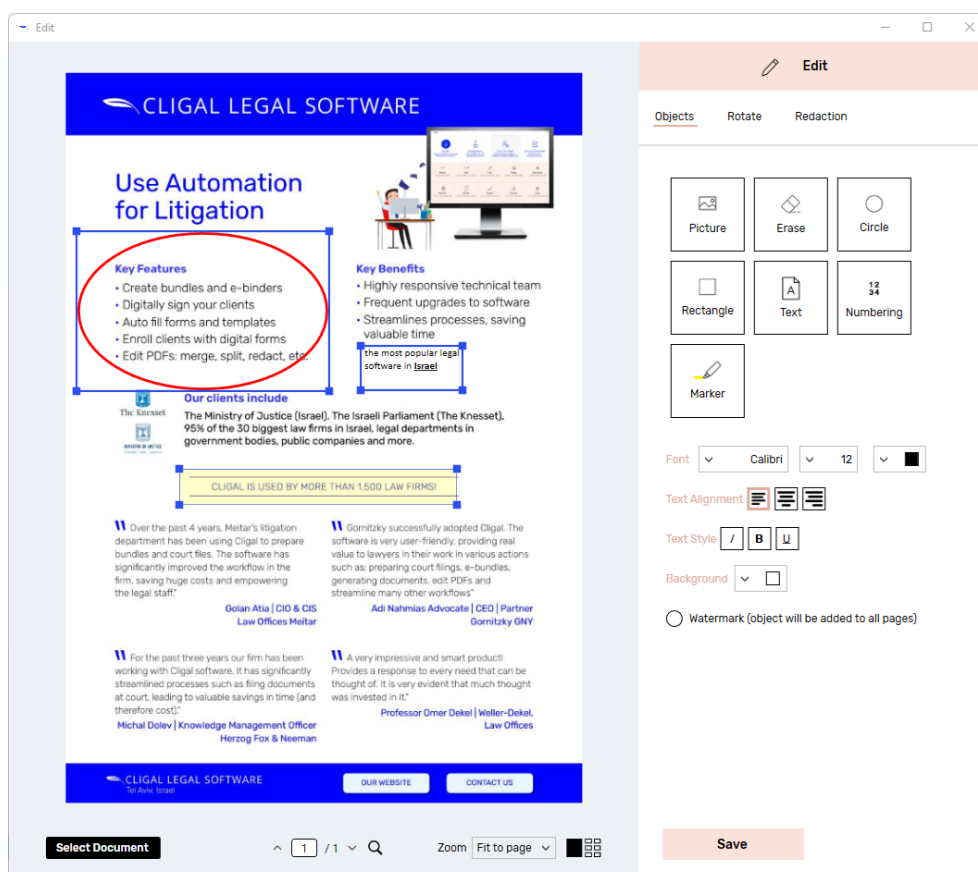 Edit
Edit
Objects
Rotate
Redaction
CLIGAL LEGAL SOFTWARE
Use Automation
for Litigation
Key Features
• Create bundles and e-binders
• Digitally sign your clients
• Auto fill forms and templates
• Enroll clients with digital forms
• Edit PDFs: merge, split, redact, etc.
Key Benefits
• Highly responsive technical team
• Frequent upgrades to software
• Streamlines processes, saving
valuable time
the most popular legal
software in Israel
The Knesset
Our clients include
The Ministry of Justice (Israel), The Israeli Parliament (The Knesset),
95% of the 30 biggest law firms in Israel, legal departments in
government bodies, public companies and more.
CLIGAL IS USED BY MORE THAN 1,500 LAW FIRMS!
" Over the past 4 years, Meitar's litigation
department has been using Cligal to prepare
bundles and court files. The software has
significantly improved the workflow in the
firm, saving huge costs and empowering
the legal staff."
Golan Atia | CIO & CIS
Law Offices Meitar
" Gornitzky successfully adopted Cligal. The
software is very user-friendly, providing real
value to lawyers in their work in various actions
such as: preparing court filings, e-bundles,
generating documents, edit PDFs and
streamline many other workflows"
Adi Nahmias Advocate | CEO | Partner
Gornitzky GNY
" For the past three years our firm has been
working with Cligal software. It has significantly
streamlined processes such as filing documents
at court, leading to valuable savings in time (and
therefore cost)."
Michal Dolev | Knowledge Management Officer
Herzog Fox & Neeman
" A very impressive and smart product!
Provides a response to every need that can be
thought of. It is very evident that much thought
was invested in it."
Professor Omer Dekel | Weller-Dekel,
Law Offices
CLIGAL LEGAL SOFTWARE
Tel Aviv, Israel
OUR WEBSITE
CONTACT US
Picture
Erase
Circle
Rectangle
A
Text
12
34
Numbering
Marker
Font Calibri 12
Text Alignment
Text Style / B U
Background
Watermark (object will be added to all pages)
Select Document
1 / 1
Zoom Fit to page
Save